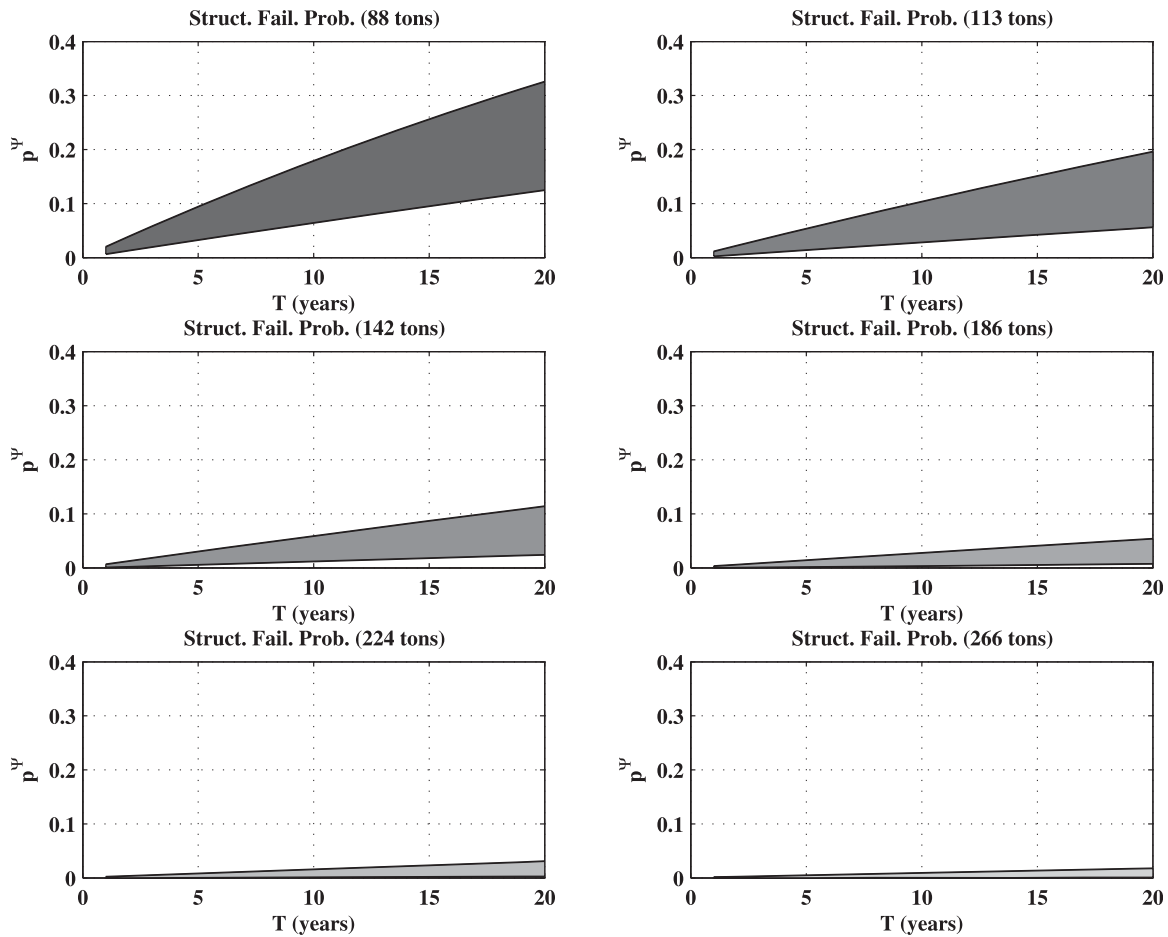 Struct. Fail. Prob. (88 tons)
0.4
0.3
0.2
0.1
0
p^Ψ
0 5 10 15 20
T (years)
Struct. Fail. Prob. (113 tons)
0.4
0.3
0.2
0.1
0
p^Ψ
0 5 10 15 20
T (years)
Struct. Fail. Prob. (142 tons)
0.4
0.3
0.2
0.1
0
p^Ψ
0 5 10 15 20
T (years)
Struct. Fail. Prob. (186 tons)
0.4
0.3
0.2
0.1
0
p^Ψ
0 5 10 15 20
T (years)
Struct. Fail. Prob. (224 tons)
0.4
0.3
0.2
0.1
0
p^Ψ
0 5 10 15 20
T (years)
Struct. Fail. Prob. (266 tons)
0.4
0.3
0.2
0.1
0
p^Ψ
0 5 10 15 20
T (years)